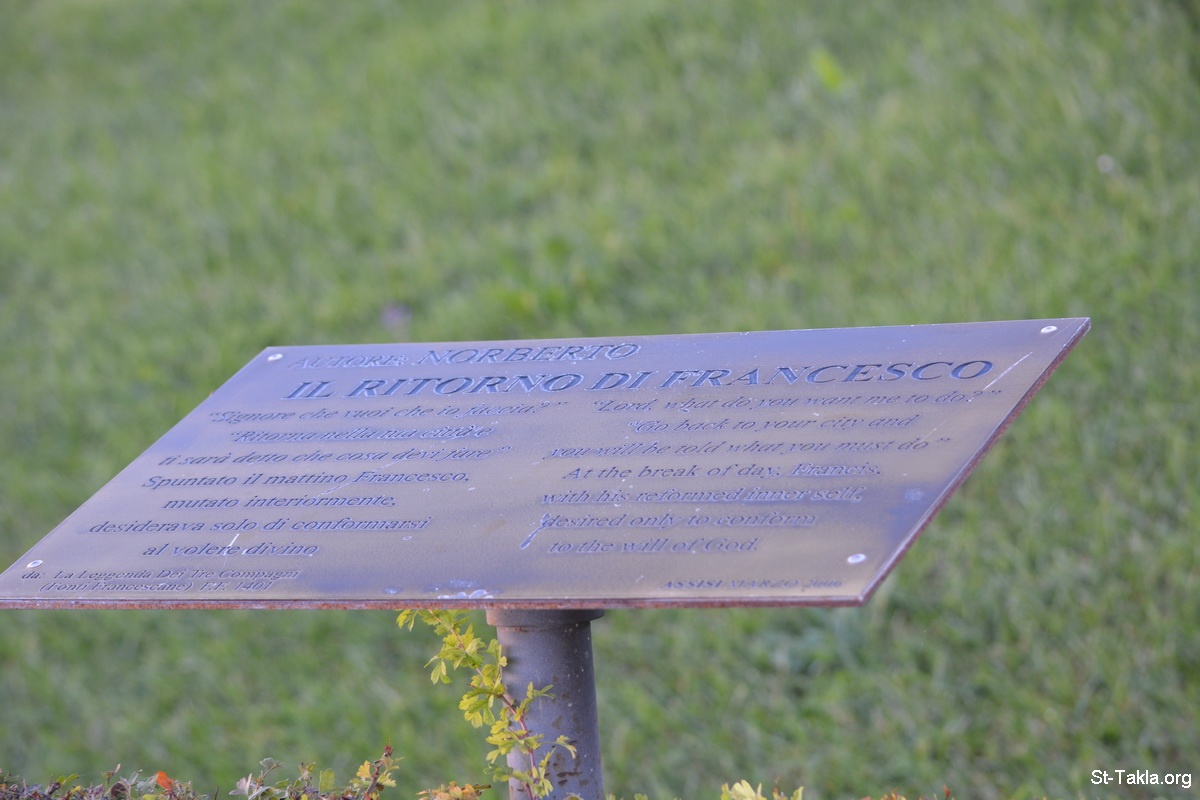 AUTORE: NORBERTO
IL RITORNO DI FRANCESCO
"Signore che vuoi che io faccia?"
"Ritorna nella tua città e
ti sarà detto che cosa devi fare"
Spuntato il mattino Francesco,
mutato interiormente,
desiderava solo di conformarsi
al volere divino
"Lord, what do you want me to do?"
"Go back to your city and
you will be told what you must do"
At the break of day, Francis,
with his reformed inner self,
desired only to conform
to the will of God.
da: La Leggenda Dei Tre Compagni
(Fonti Francescane) F.F. 1401
ASSISI MARZO
St-Takla.org